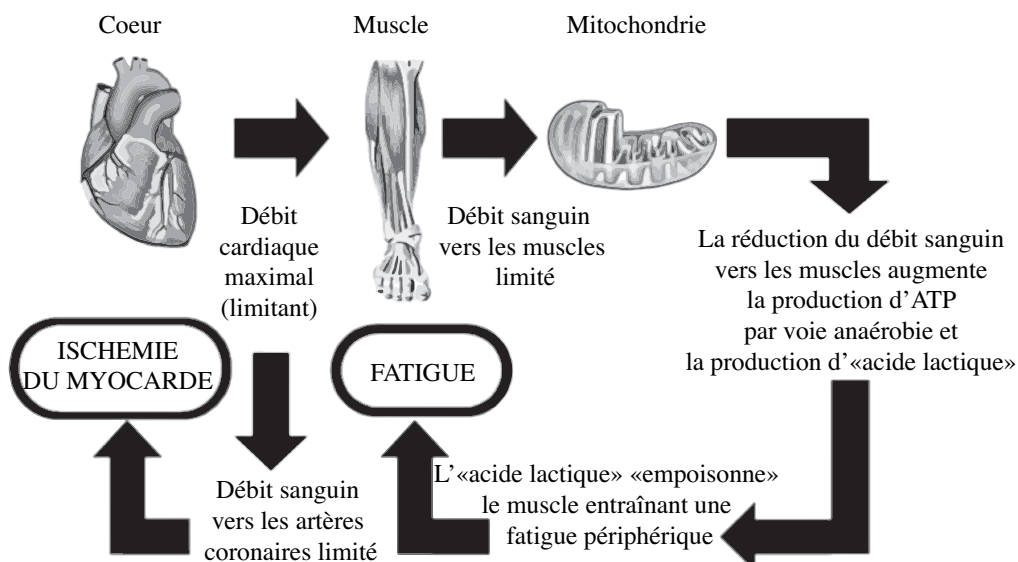 Coeur
Muscle
Mitochondrie
Débit
cardiaque
maximal
(limitant)
Débit sanguin
vers les muscles
limité
La réduction du débit sanguin
vers les muscles augmente
la production d’ATP
par voie anaérobie et
la production d’«acide lactique»
ISCHEMIE
DU MYOCARDE
FATIGUE
Débit sanguin
vers les artères
coronaires limité
L’«acide lactique» «empoisonne»
le muscle entraînant une
fatigue périphérique